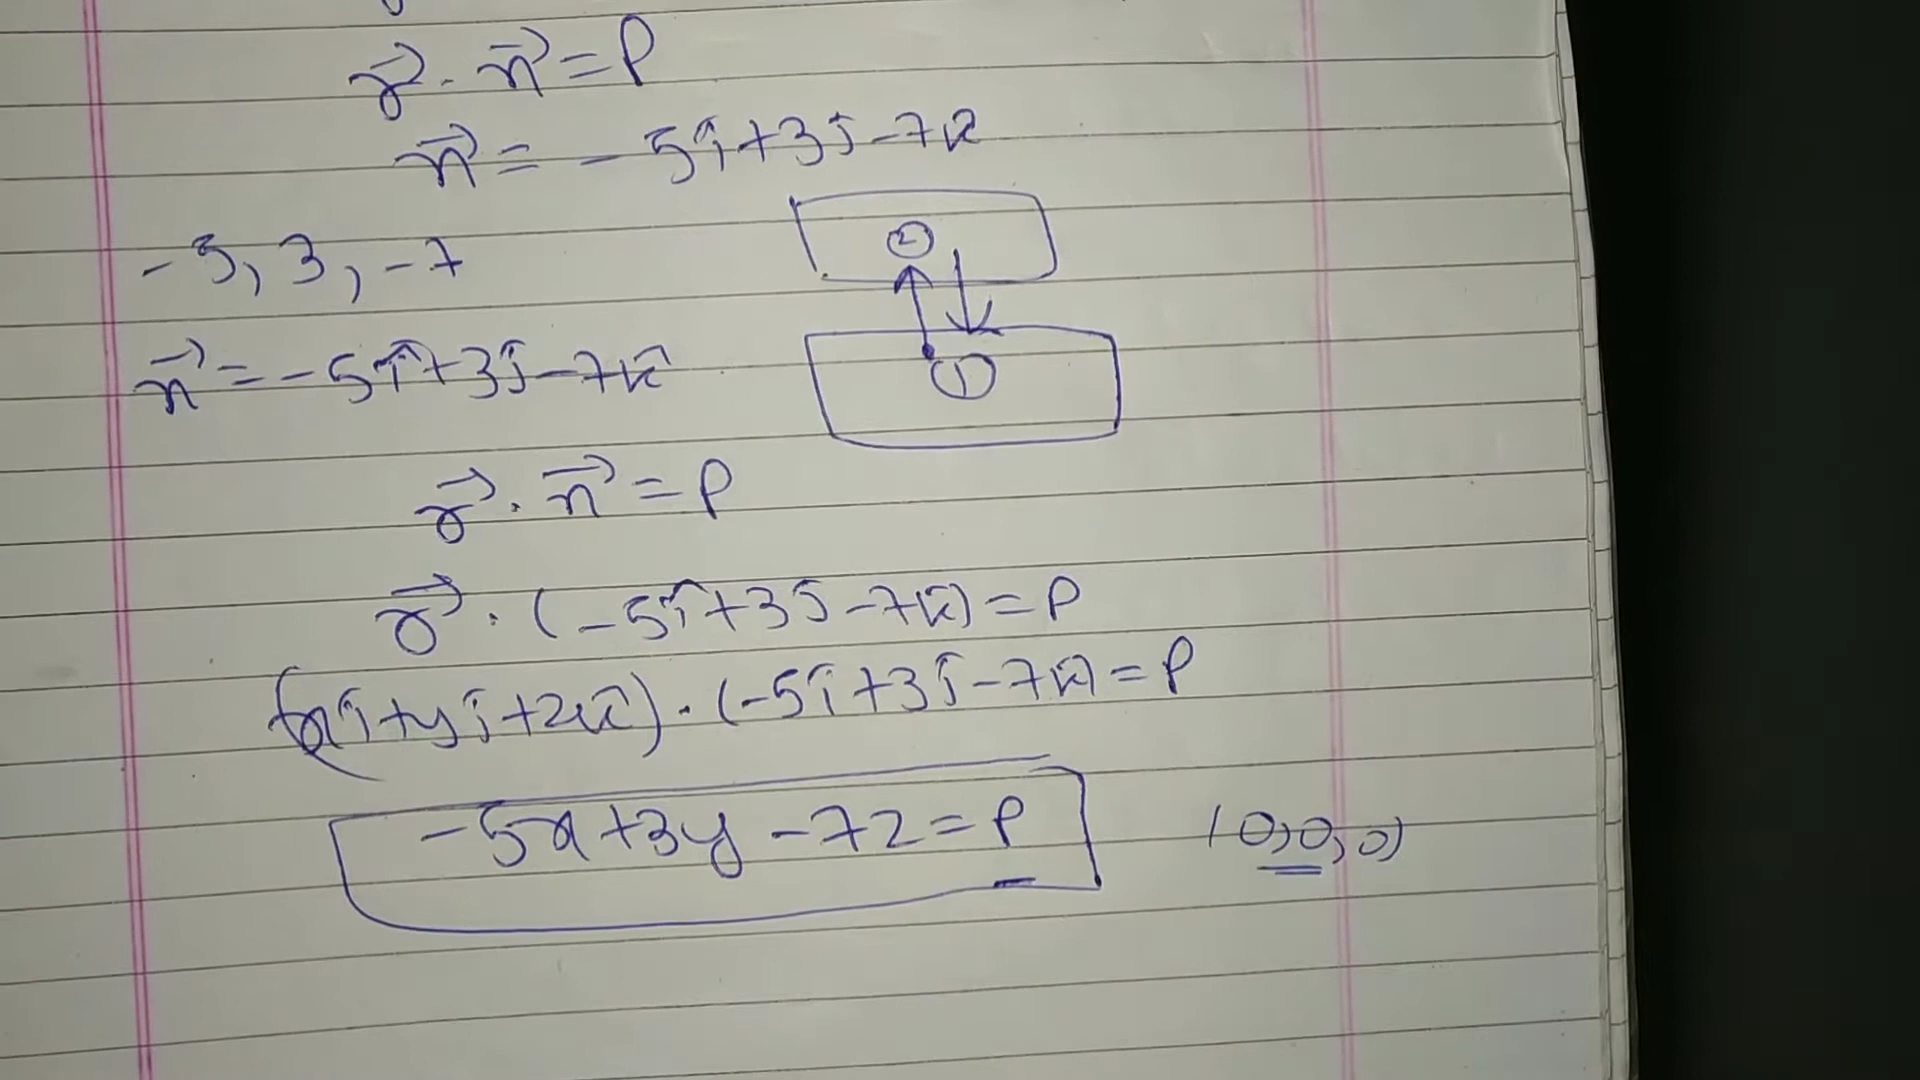 r⃗ · n⃗ = P
n⃗ = -5î+3ĵ-7k̂
-5, 3, -7
②
n⃗ = -5î+3ĵ-7k̂
①
r⃗ · n⃗ = P
r⃗ · (-5î+3ĵ-7k̂) = P
(xî+yĵ+zk̂) · (-5î+3ĵ-7k̂) = P
-5x+3y-7z = P
(0,0,0)